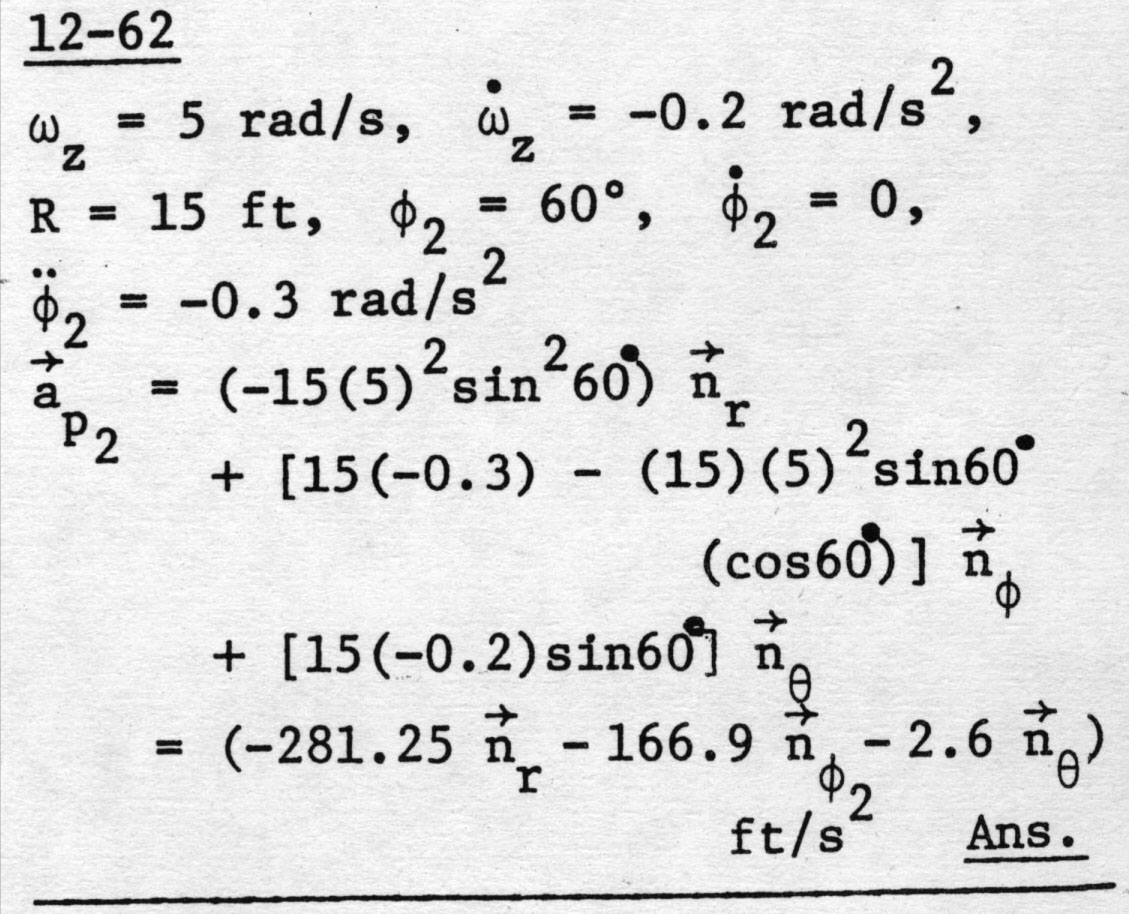 12-62
ω_z = 5 rad/s, ω̇_z = -0.2 rad/s²,
R = 15 ft, ϕ₂ = 60°, ϕ̇₂ = 0,
ϕ̈₂ = -0.3 rad/s²
a⃗_p₂ = (-15(5)²sin²60°) n⃗_r
+ [15(-0.3) - (15)(5)²sin60°
(cos60°)] n⃗_ϕ
+ [15(-0.2)sin60°] n⃗_θ
= (-281.25 n⃗_r - 166.9 n⃗_ϕ₂ - 2.6 n⃗_θ)
ft/s² Ans.